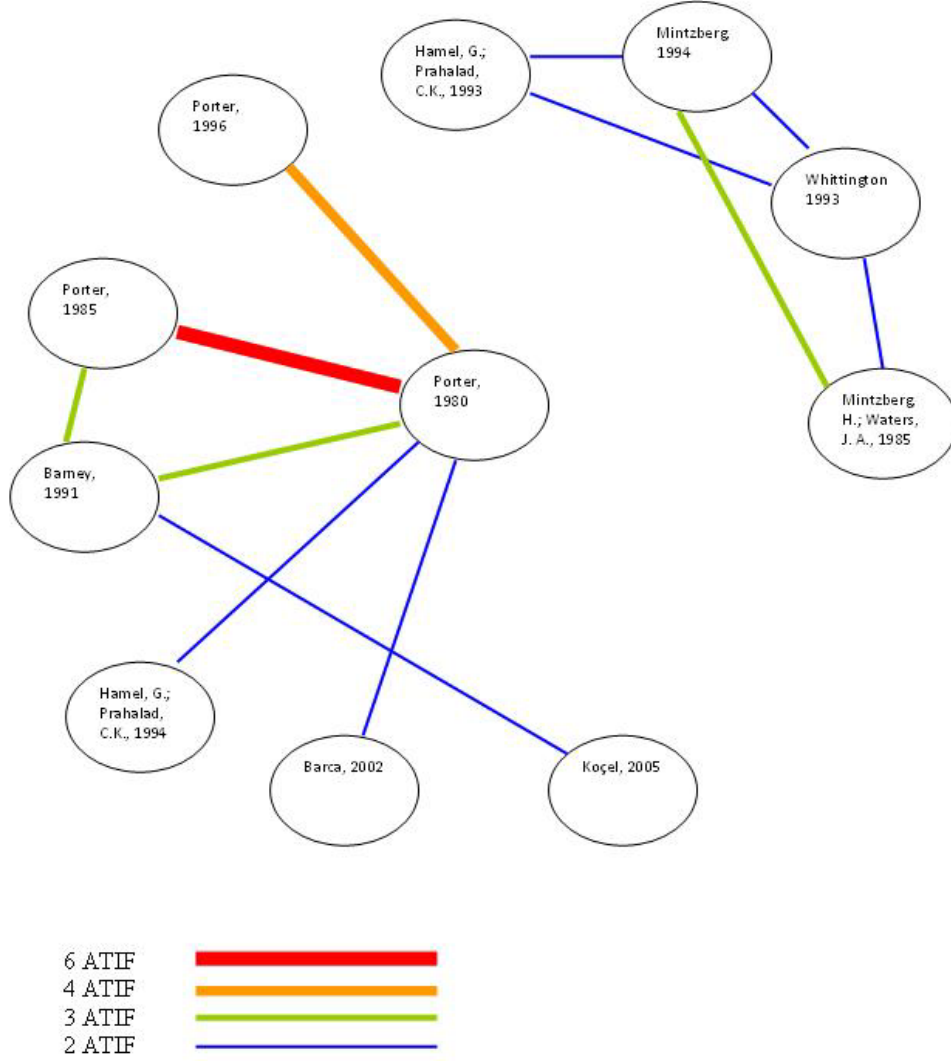 Hamel, G.;
Prahalad,
C.K., 1993
Mintzberg,
1994
Porter,
1996
Whittington
1993
Porter,
1985
Porter,
1980
Mintzberg,
H.; Waters,
J. A., 1985
Barney,
1991
Hamel, G.;
Prahalad,
C.K., 1994
Barca, 2002
Koçel, 2005
6 ATIF
4 ATIF
3 ATIF
2 ATIF